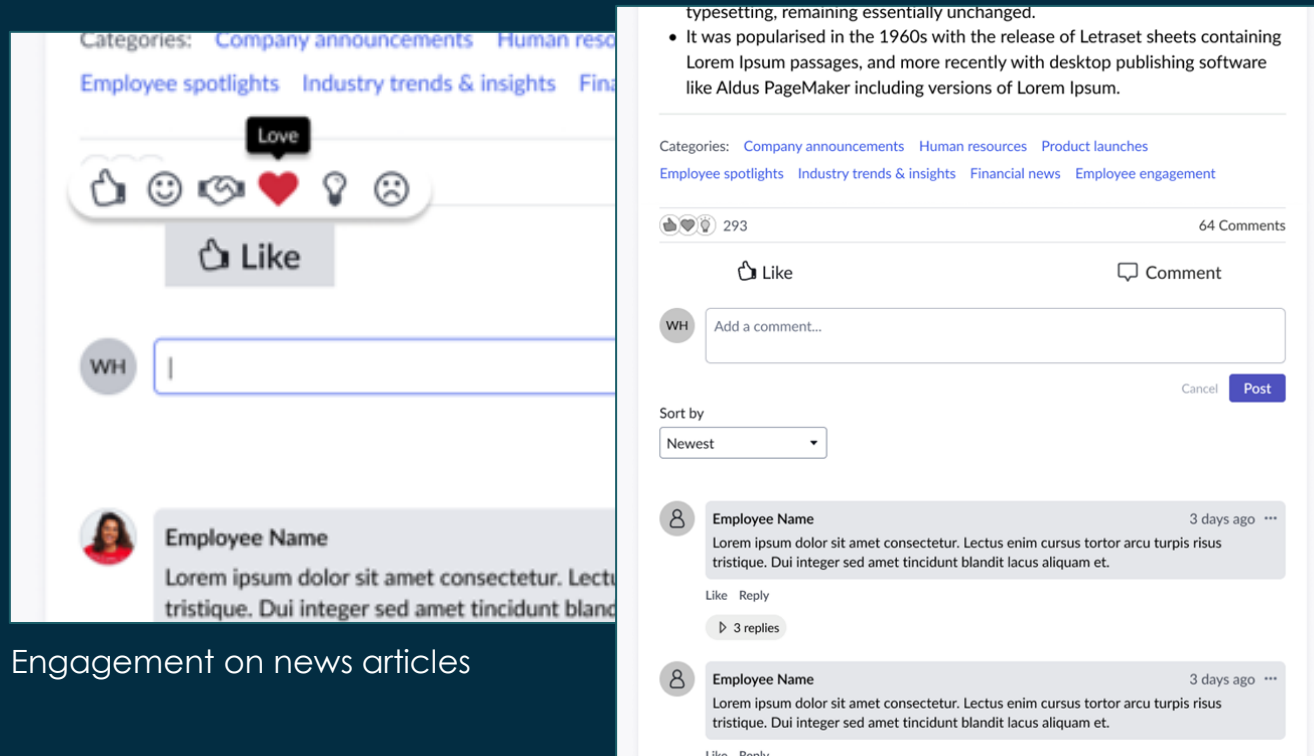 Categories: Company announcements Human reso
Employee spotlights Industry trends & insights Fina
Love
Like
WH
Employee Name
Lorem ipsum dolor sit amet consectetur. Lectu
tristique. Dui integer sed amet tincidunt bland
Engagement on news articles
typesetting, remaining essentially unchanged.
• It was popularised in the 1960s with the release of Letraset sheets containing
Lorem Ipsum passages, and more recently with desktop publishing software
like Aldus PageMaker including versions of Lorem Ipsum.
Categories: Company announcements Human resources Product launches
Employee spotlights Industry trends & insights Financial news Employee engagement
293 64 Comments
Like Comment
WH Add a comment...
Cancel Post
Sort by
Newest
Employee Name 3 days ago ...
Lorem ipsum dolor sit amet consectetur. Lectus enim cursus tortor arcu turpis risus
tristique. Dui integer sed amet tincidunt blandit lacus aliquam et.
Like Reply
3 replies
Employee Name 3 days ago ...
Lorem ipsum dolor sit amet consectetur. Lectus enim cursus tortor arcu turpis risus
tristique. Dui integer sed amet tincidunt blandit lacus aliquam et.
Like Reply